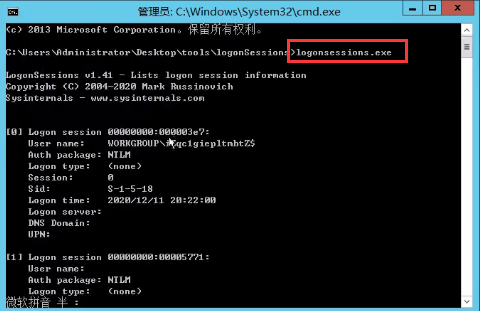 管理员: C:\Windows\System32\cmd.exe
(c) 2013 Microsoft Corporation。保留所有权利。
C:\Users\Administrator\Desktop\tools\logonSessions>logonsessions.exe
LogonSessions v1.41 - Lists logon session information
Copyright (C) 2004-2020 Mark Russinovich
Sysinternals - www.sysinternals.com
[0] Logon session 00000000:000003e7:
User name:
Auth package: NTLM
Logon type: (none)
Session: 0
Sid: S-1-5-18
Logon time: 2020/12/11 20:22:00
Logon server:
DNS Domain:
UPN:
[1] Logon session 00000000:00005771:
User name:
Auth package: NTLM
Logon type: (none)
微软拼音 半 :